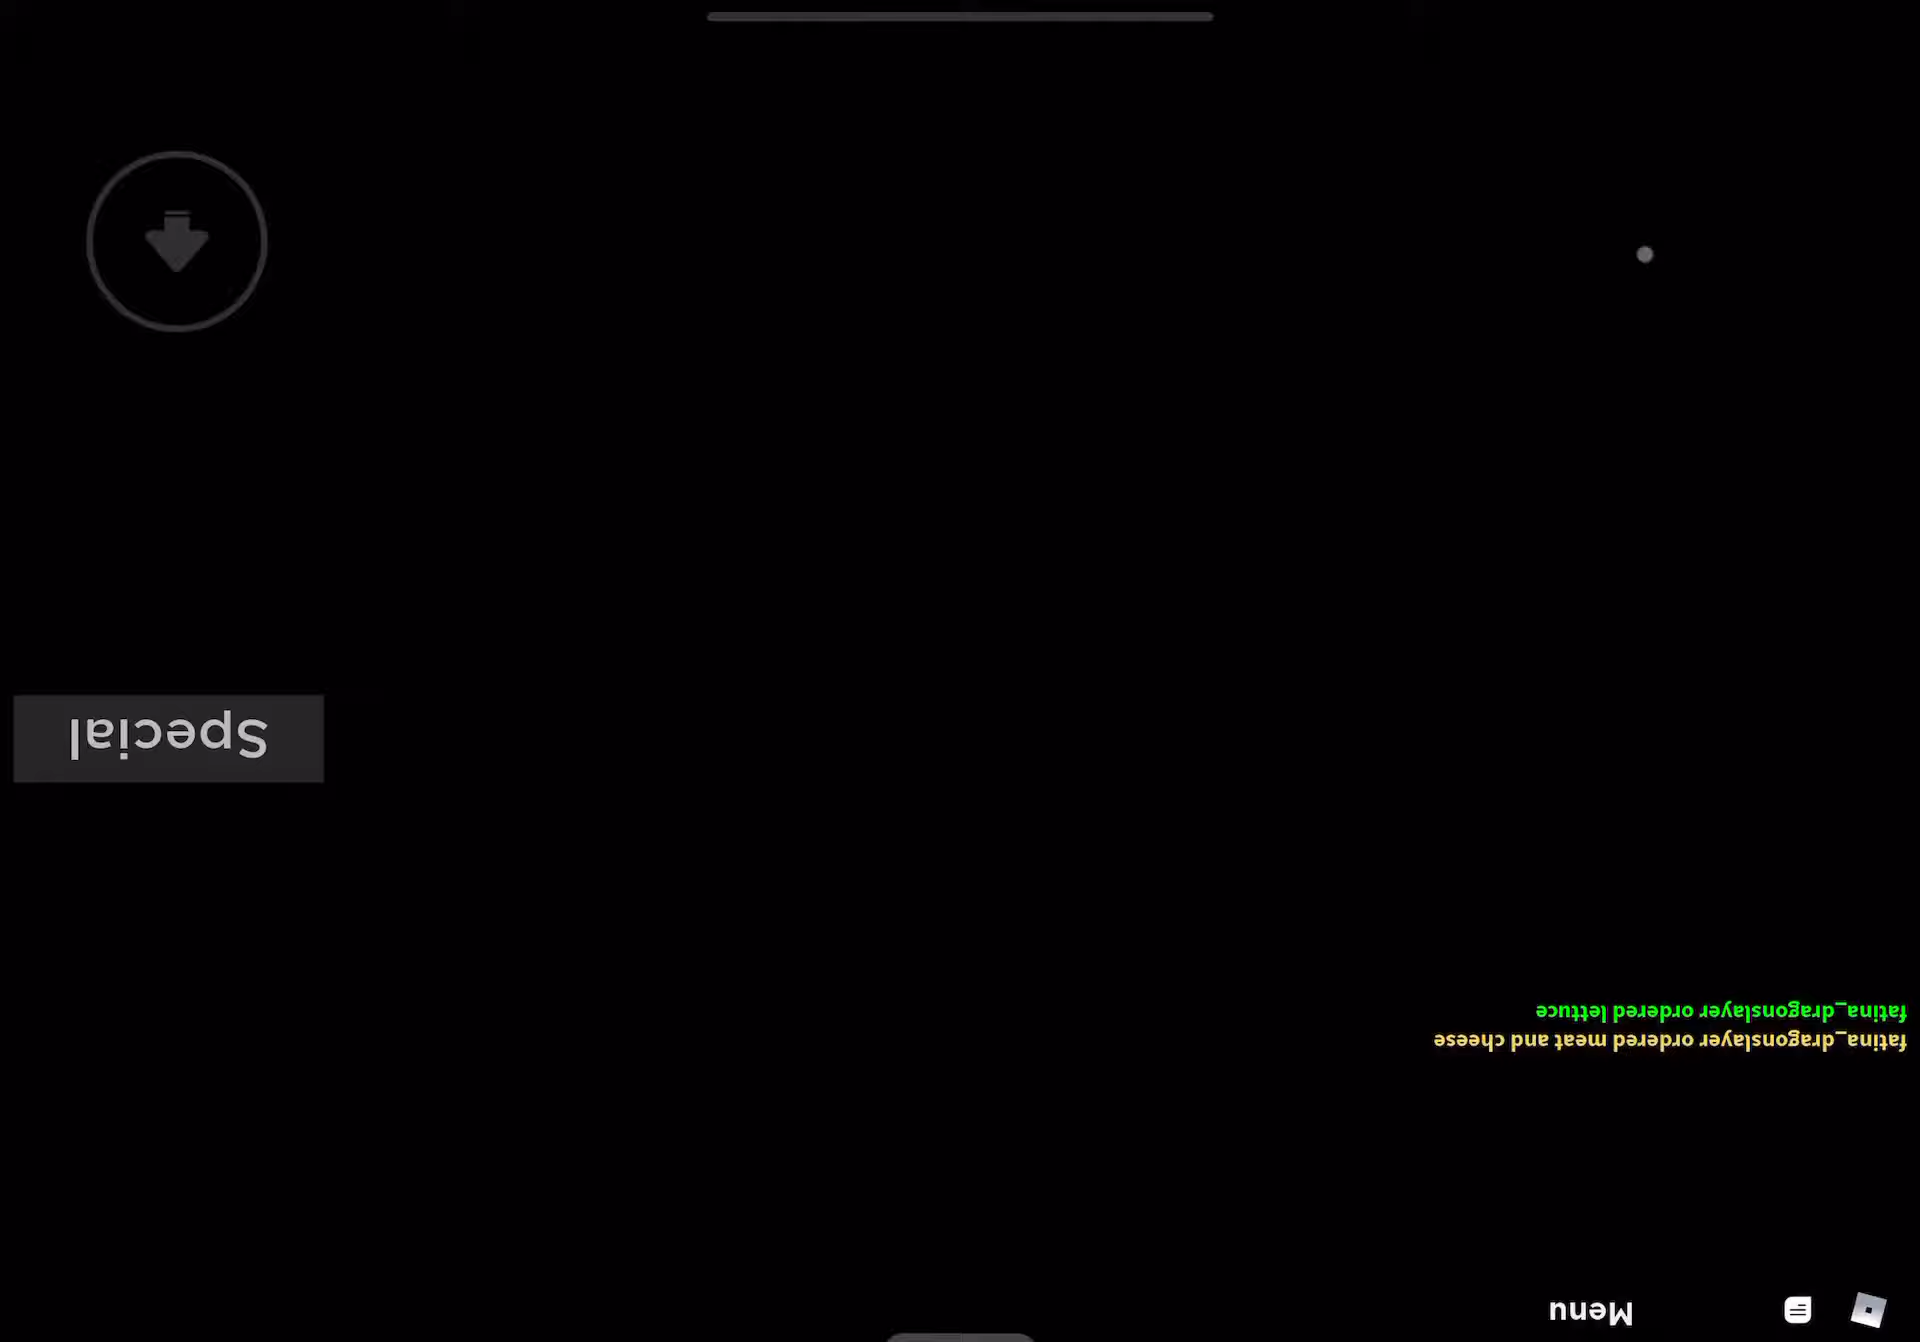 Menu
fatina_dragonslayer ordered meat and cheese
fatina_dragonslayer ordered lettuce
Special